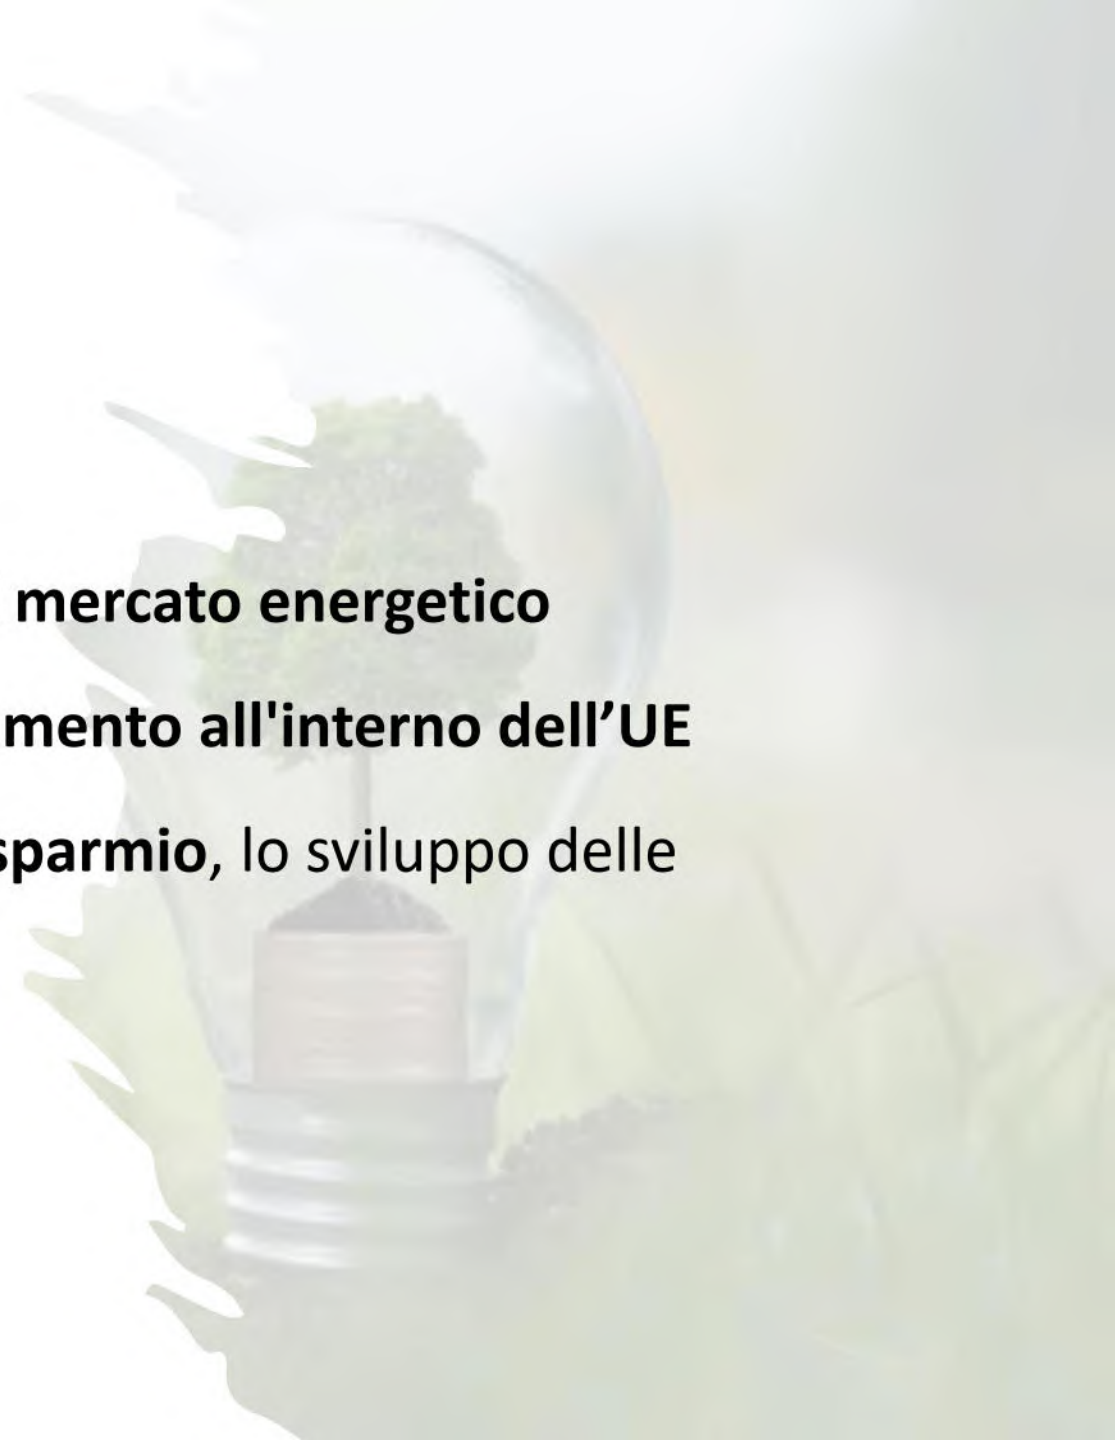 mercato energetico
mento all'interno dell’UE
sparmio, lo sviluppo delle